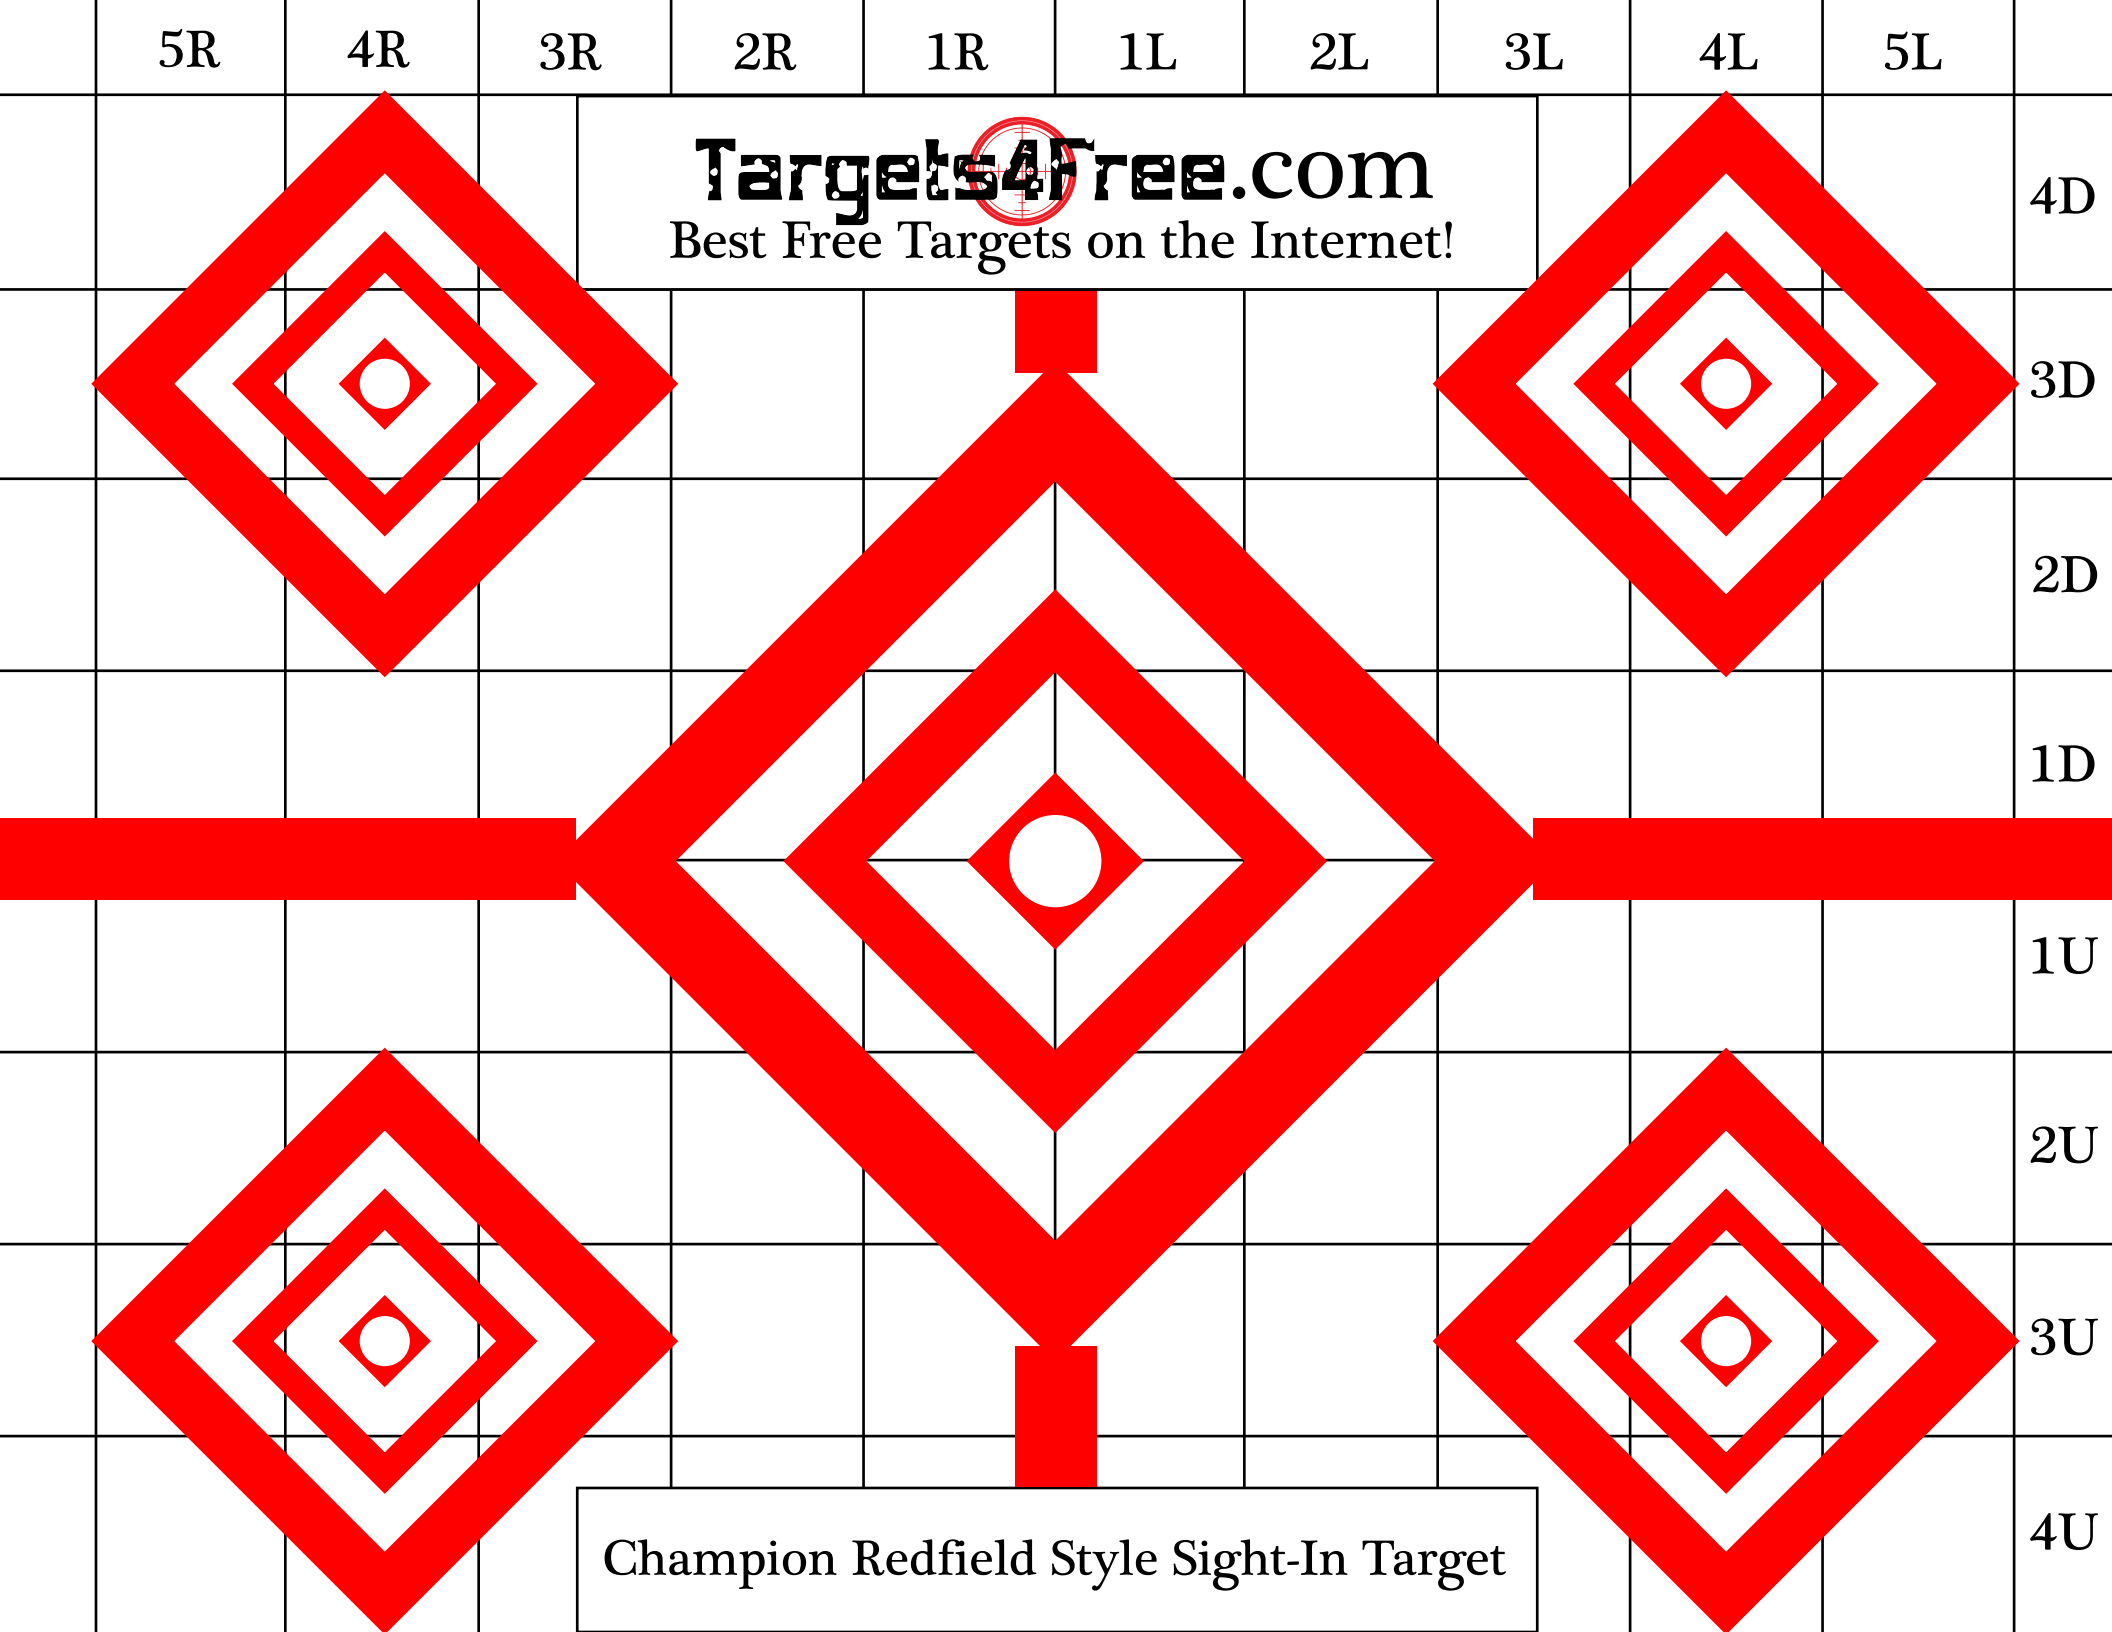 5R 4R 3R 2R 1R 1L 2L 3L 4L 5L
Targets4Free.com
Best Free Targets on the Internet!
4D
3D
2D
1D
1U
2U
3U
4U
Champion Redfield Style Sight-In Target